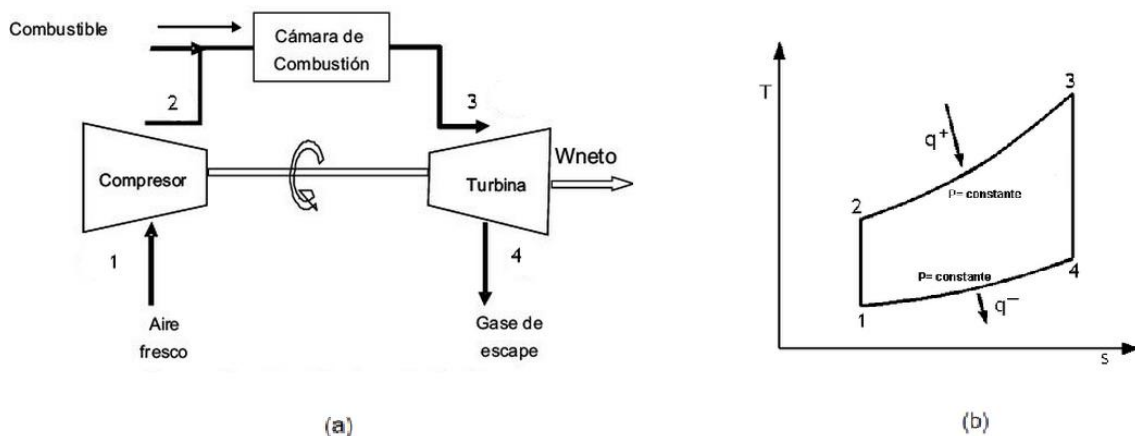 Combustible
Cámara de
Combustión
2
3
Compresor
Turbina
Wneto
1
4
Aire
fresco
Gase de
escape
(a)
T
3
q+
P= constante
2
P= constante
4
1
q−
s
(b)